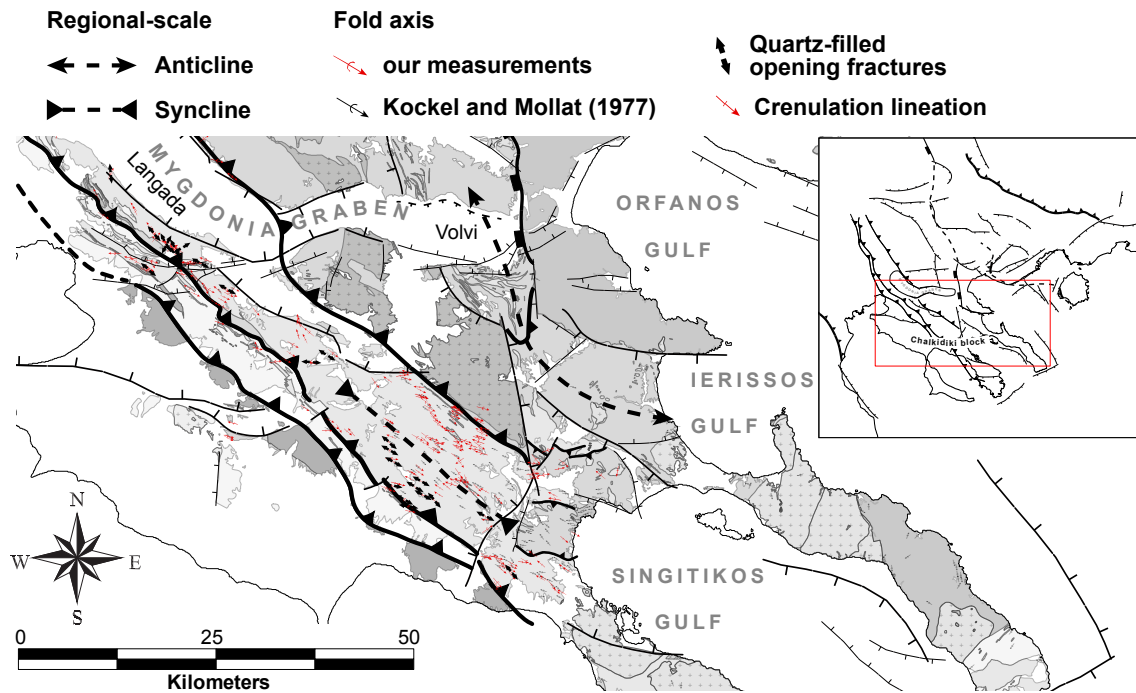 Regional-scale
Anticline
Syncline
Fold axis
our measurements
Kockel and Mollat (1977)
Quartz-filled
opening fractures
Crenulation lineation
Langada
MYGDONIA GRABEN
Volvi
ORFANOS
GULF
IERISSOS
GULF
SINGITIKOS
GULF
Chalkidiki block
N
W
E
S
0
25
50
Kilometers